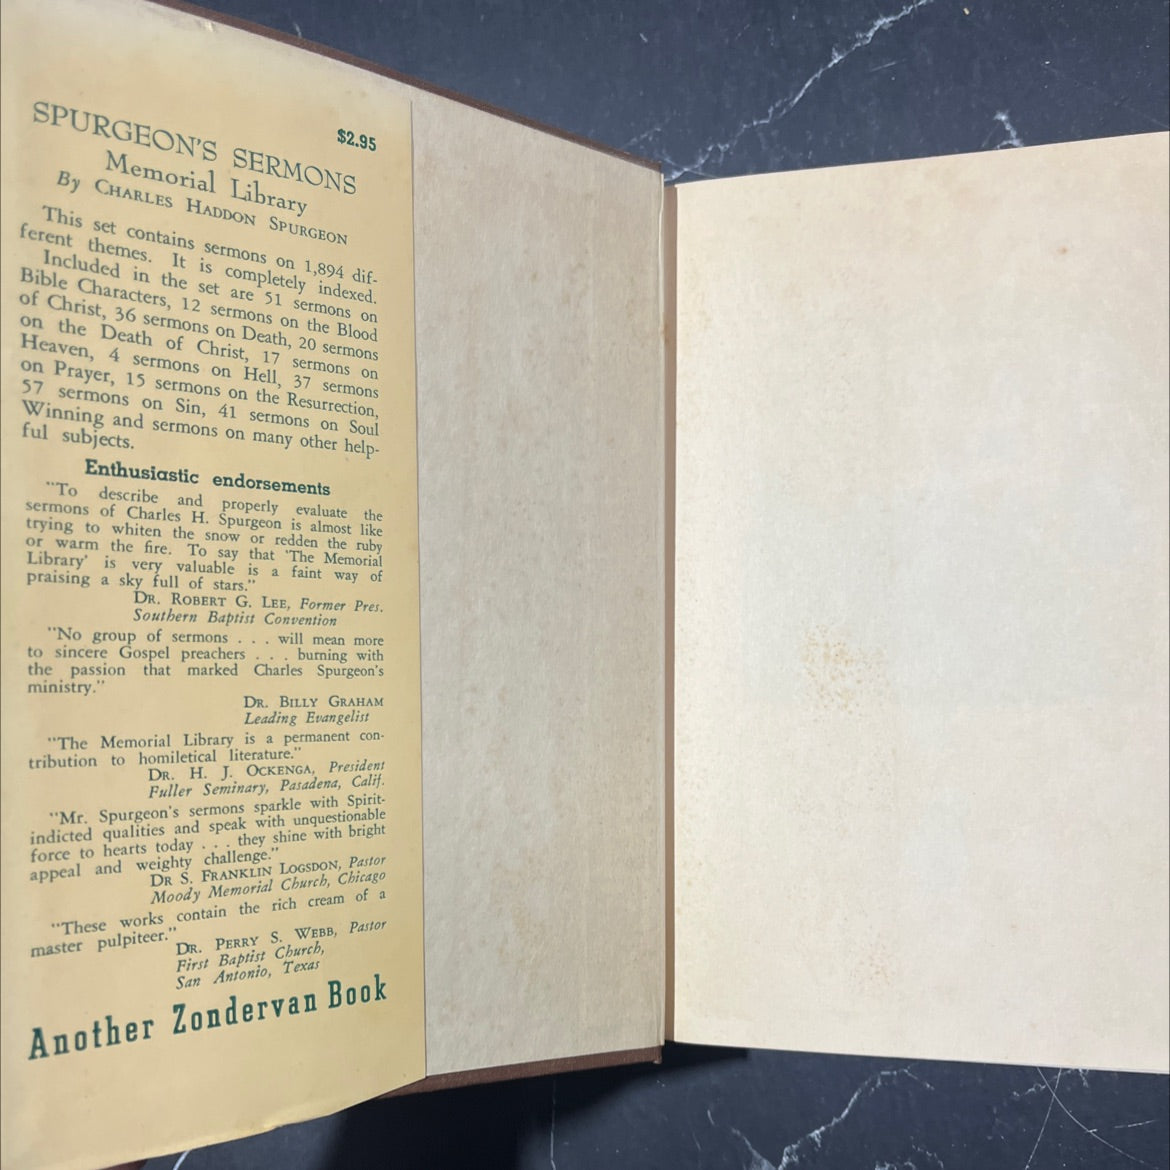 $2.95
SPURGEON'S SERMONS
Memorial Library
By CHARLES HADDON SPURGEON
This set contains sermons on 1,894 dif-
ferent themes. It is completely indexed.
Included in the set are 51 sermons on
Bible Characters, 12 sermons on the Blood
of Christ, 36 sermons on Death, 20 sermons
on the Death of Christ, 17 sermons on
Heaven, 4 sermons on Hell, 37 sermons
on Prayer, 15 sermons on the Resurrection,
57 sermons on Sin, 41 sermons on Soul
Winning and sermons on many other help-
ful subjects.
Enthusiastic endorsements
"To describe and properly evaluate the
sermons of Charles H. Spurgeon is almost like
trying to whiten the snow or redden the ruby
or warm the fire. To say that 'The Memorial
Library' is very valuable is a faint way of
praising a sky full of stars."
DR. ROBERT G. LEE, Former Pres.
Southern Baptist Convention
"No group of sermons . . . will mean more
to sincere Gospel preachers . . . burning with
the passion that marked Charles Spurgeon's
ministry."
DR. BILLY GRAHAM
Leading Evangelist
"The Memorial Library is a permanent con-
tribution to homiletical literature."
DR. H. J. OCKENGA, President
Fuller Seminary, Pasadena, Calif.
"Mr. Spurgeon's sermons sparkle with Spirit-
indicted qualities and speak with unquestionable
force to hearts today . . . they shine with bright
appeal and weighty challenge."
DR S. FRANKLIN LOGSDON, Pastor
Moody Memorial Church, Chicago
"These works contain the rich cream of a
master pulpiteer."
DR. PERRY S. WEBB, Pastor
First Baptist Church,
San Antonio, Texas
Another Zondervan Book